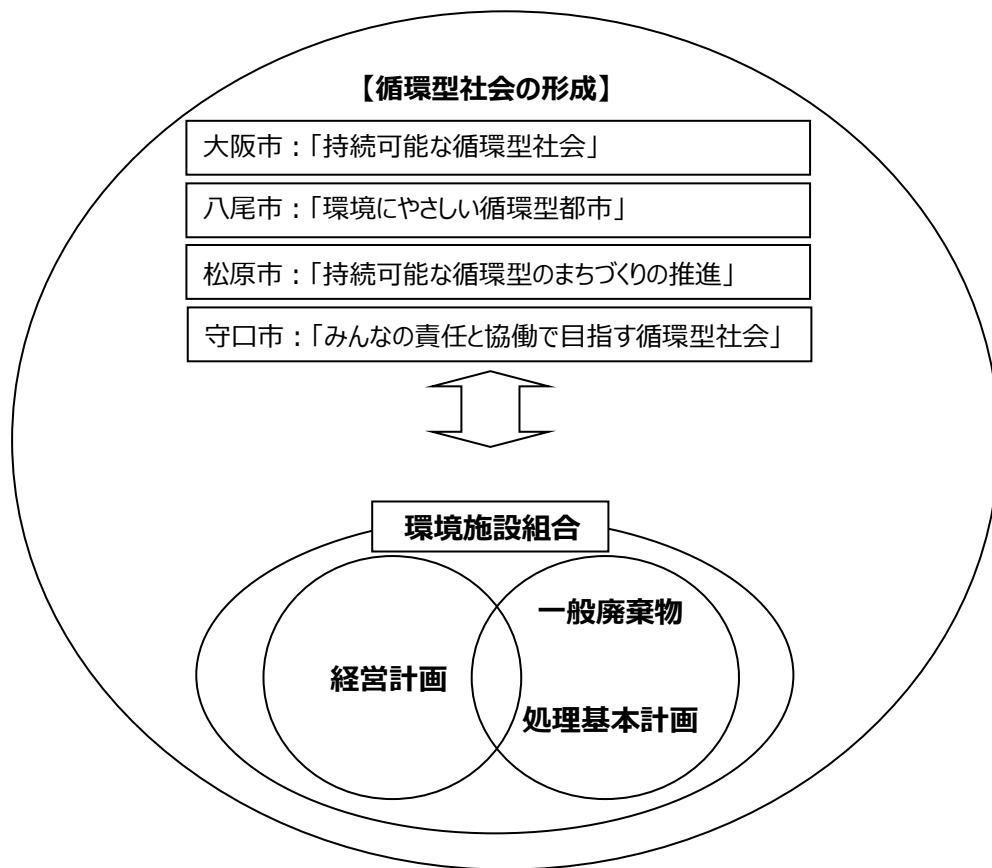 【循環型社会の形成】
大阪市：「持続可能な循環型社会」
八尾市：「環境にやさしい循環型都市」
松原市：「持続可能な循環型のまちづくりの推進」
守口市：「みんなの責任と協働で目指す循環型社会」
環境施設組合
経営計画
一般廃棄物
処理基本計画